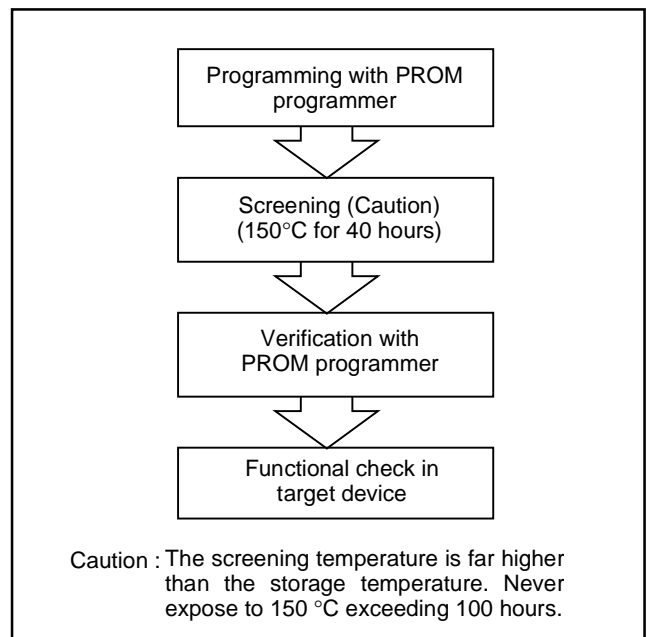 Programming with PROM
programmer
Screening (Caution)
(150°C for 40 hours)
Verification with
PROM programmer
Functional check in
target device
Caution : The screening temperature is far higher
than the storage temperature. Never
expose to 150 °C exceeding 100 hours.